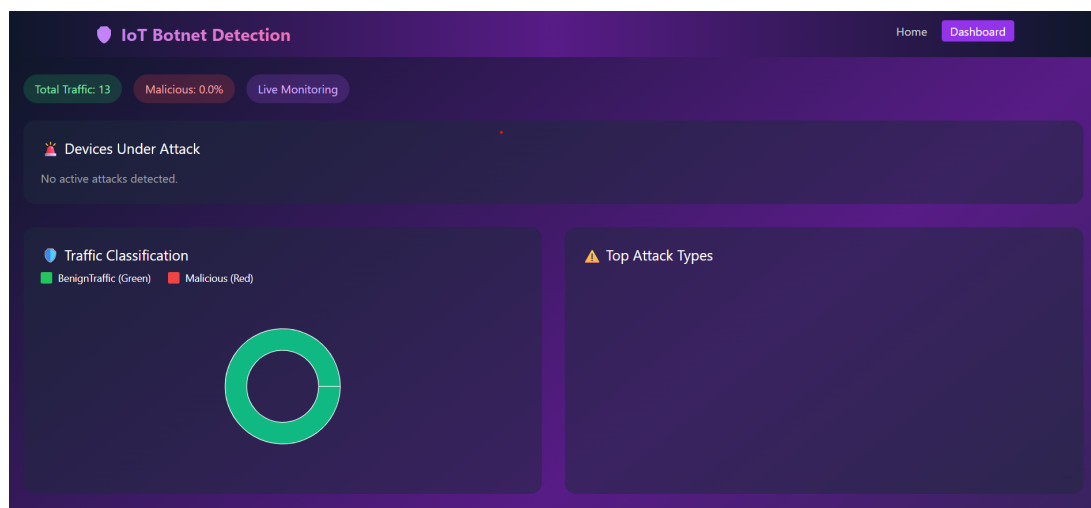 IoT Botnet Detection
Home
Dashboard
Total Traffic: 13
Malicious: 0.0%
Live Monitoring
Devices Under Attack
No active attacks detected.
Traffic Classification
BenignTraffic (Green)
Malicious (Red)
Top Attack Types